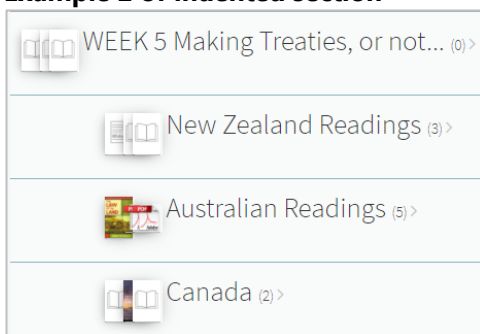 Example 2 of indented section
WEEK 5 Making Treaties, or not... (0) >
New Zealand Readings (3) >
Australian Readings (5) >
Canada (2) >